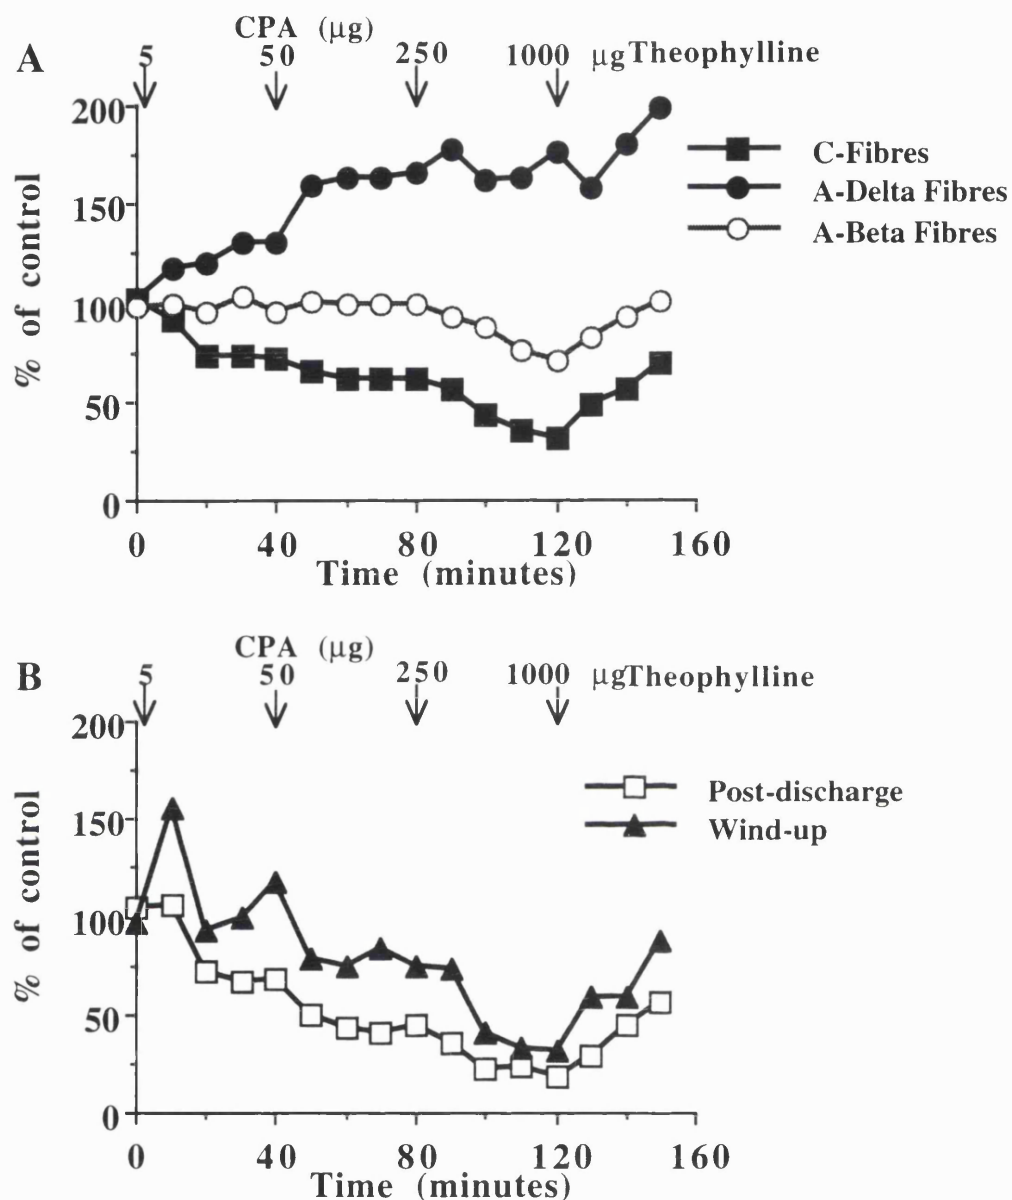 A
CPA (µg)
5 50 250 1000 µgTheophylline
200
150
100
50
0
% of control
C-Fibres
A-Delta Fibres
A-Beta Fibres
0 40 80 120 160
Time (minutes)
B
CPA (µg)
5 50 250 1000 µgTheophylline
200
150
100
50
0
% of control
Post-discharge
Wind-up
0 40 80 120 160
Time (minutes)